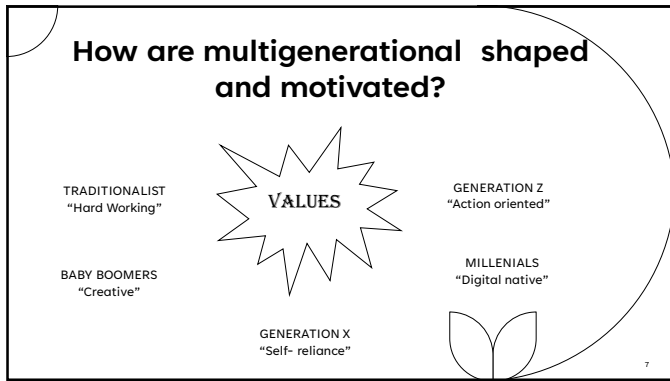 How are multigenerational  shaped
and motivated?
TRADITIONALIST
“Hard Working”
VALUES
GENERATION Z
“Action oriented”
BABY BOOMERS
“Creative”
MILLENIALS
“Digital native”
GENERATION X
“Self- reliance”
7